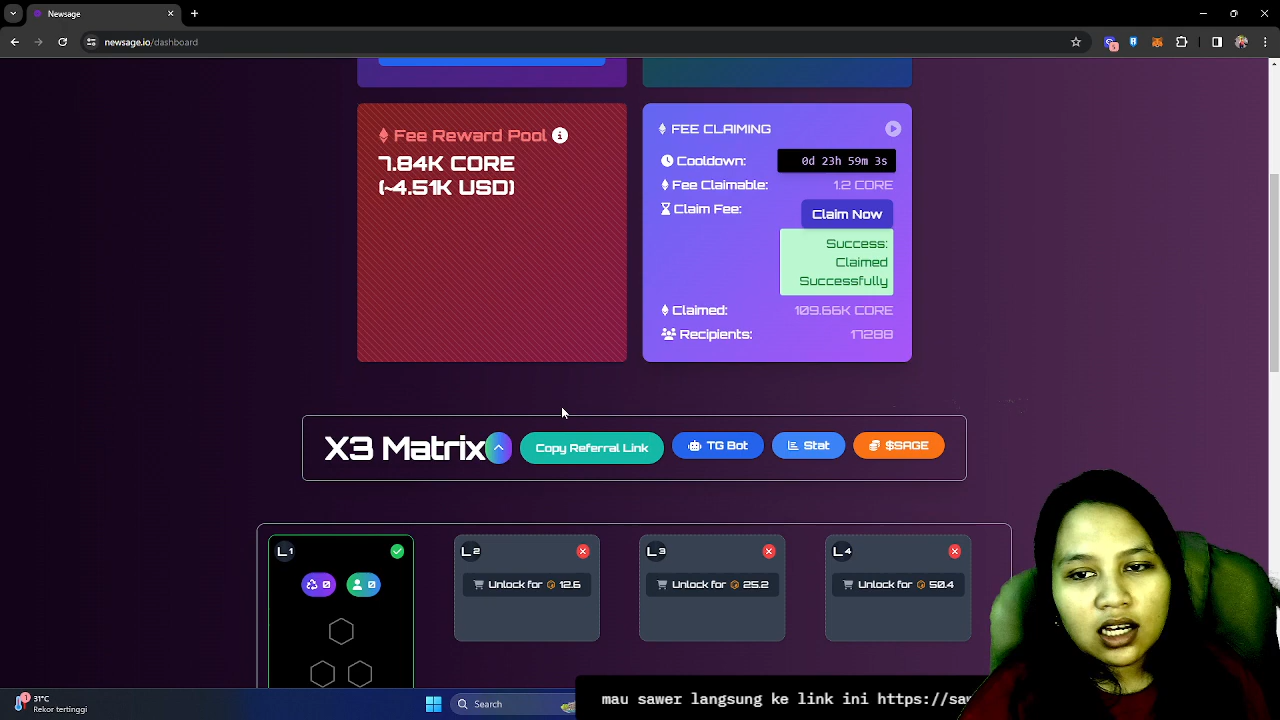 Newsage
newsage.io/dashboard
Fee Reward Pool
7.84K CORE
(~4.51K USD)
FEE CLAIMING
Cooldown: 0d 23h 59m 3s
Fee Claimable: 1.2 CORE
Claim Fee: Claim Now
Success:
Claimed
Successfully
Claimed: 109.66K CORE
Recipients: 17288
X3 Matrix Copy Referral Link TG Bot Stat $SAGE
L1 L2 L3 L4
0 0 Unlock for 12.6 Unlock for 25.2 Unlock for 50.4
1 31°C
Rekor tertinggi
Search
mau sawer langsung ke link ini https://sa